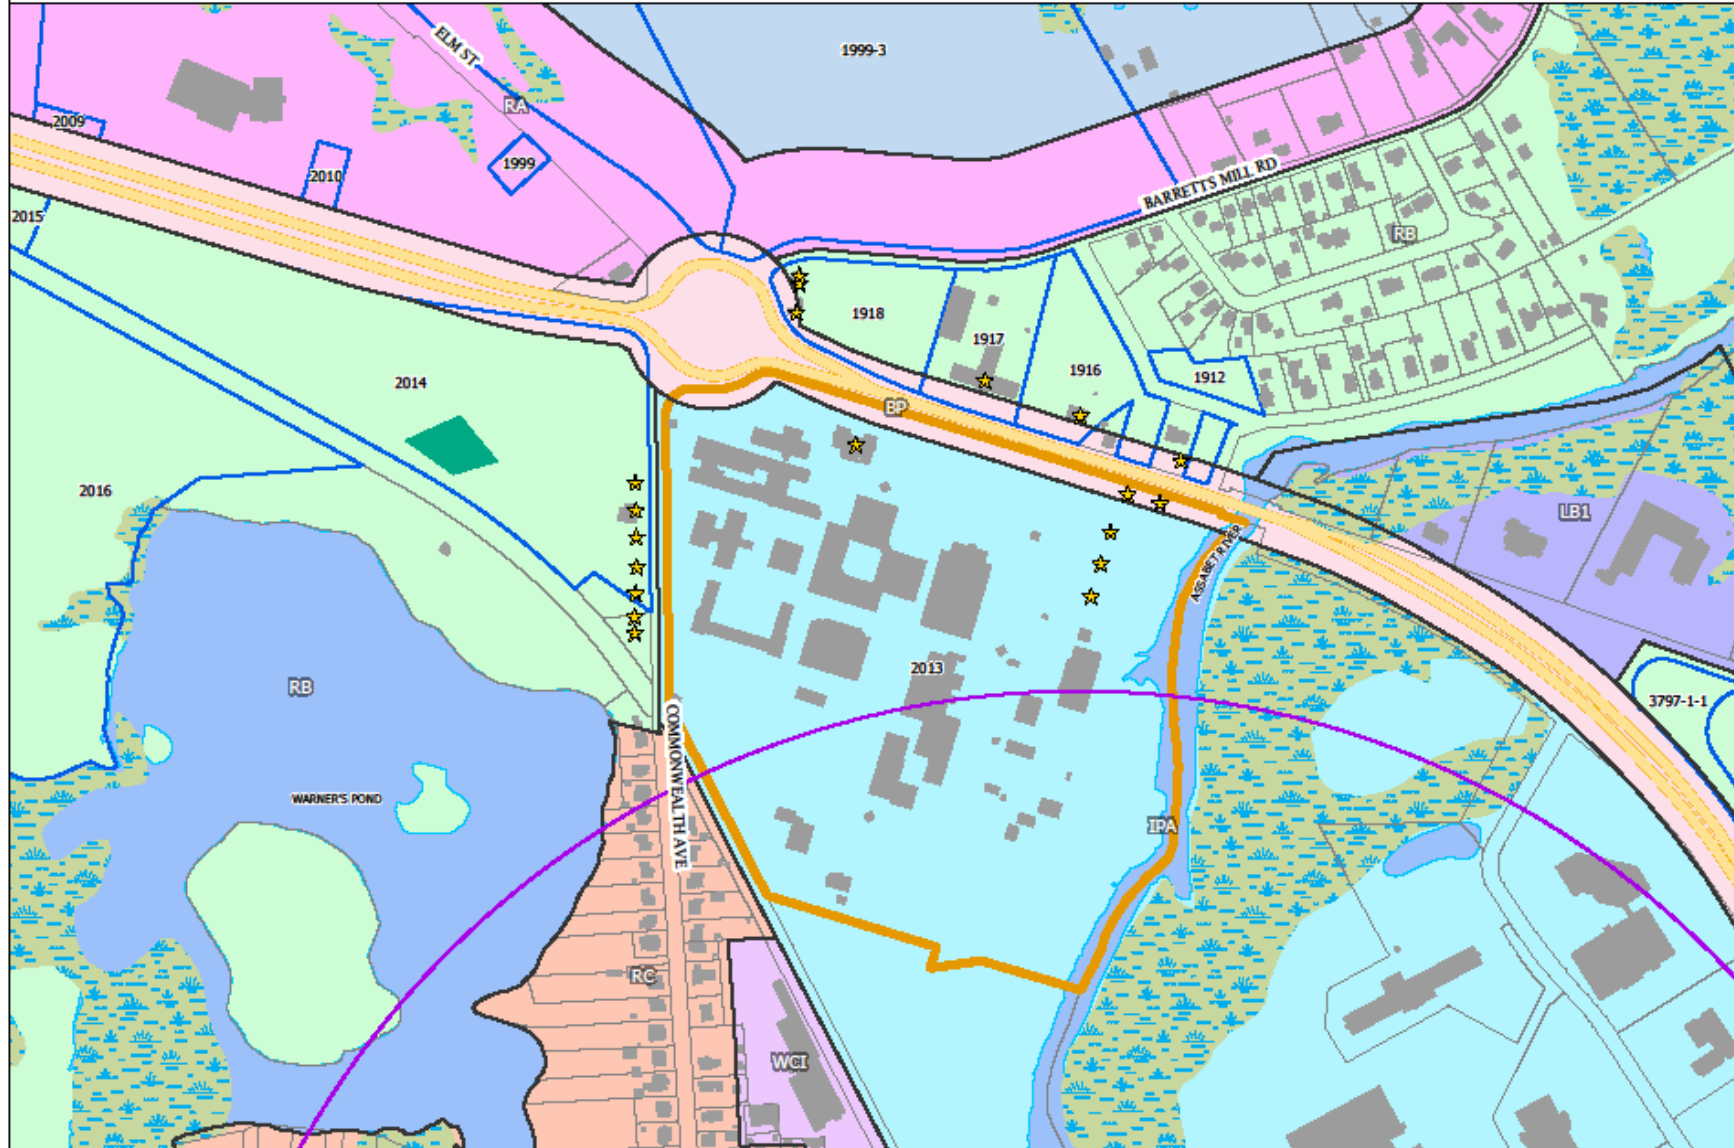 1999-3
ELM ST
RA
2009
1999
2010
BARRETTS MILL RD
2015
RB
1918
1917
1916
1912
2014
BP
2016
LB1
ASSABET RIVER
2013
RB
3797-1-1
COMMONWEALTH AVE
WARNER'S POND
IPA
RC
WCI